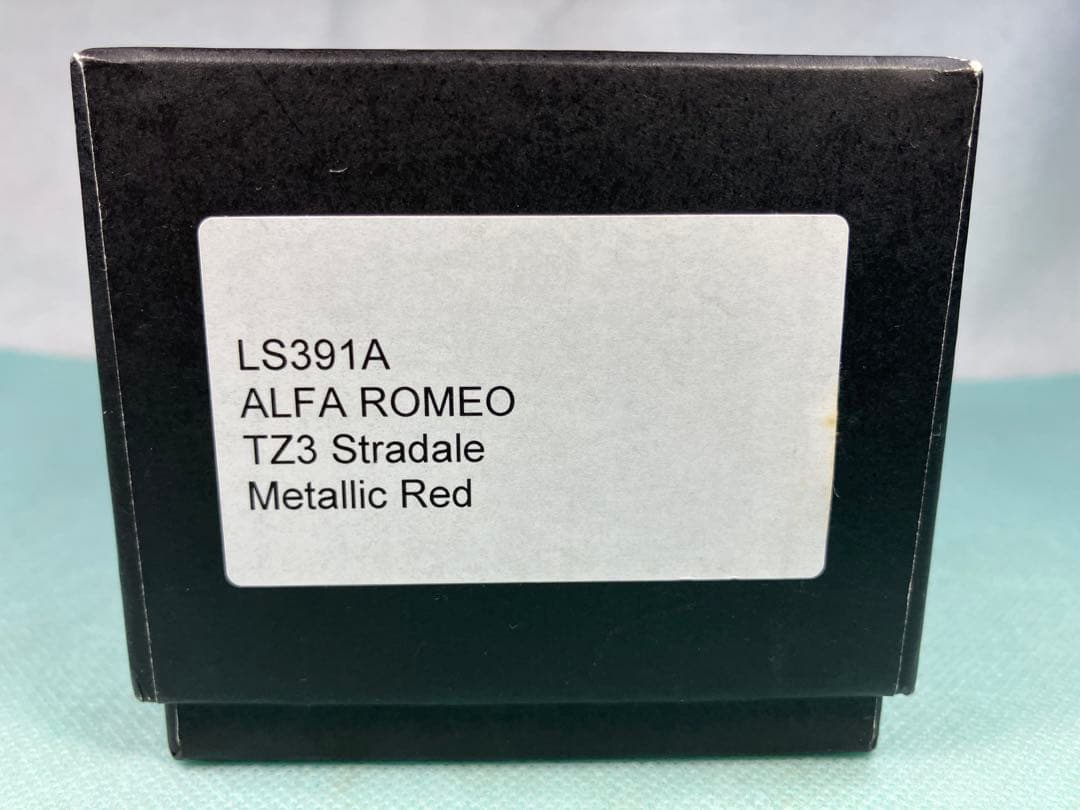 LS391A
ALFA ROMEO
TZ3 Stradale
Metallic Red